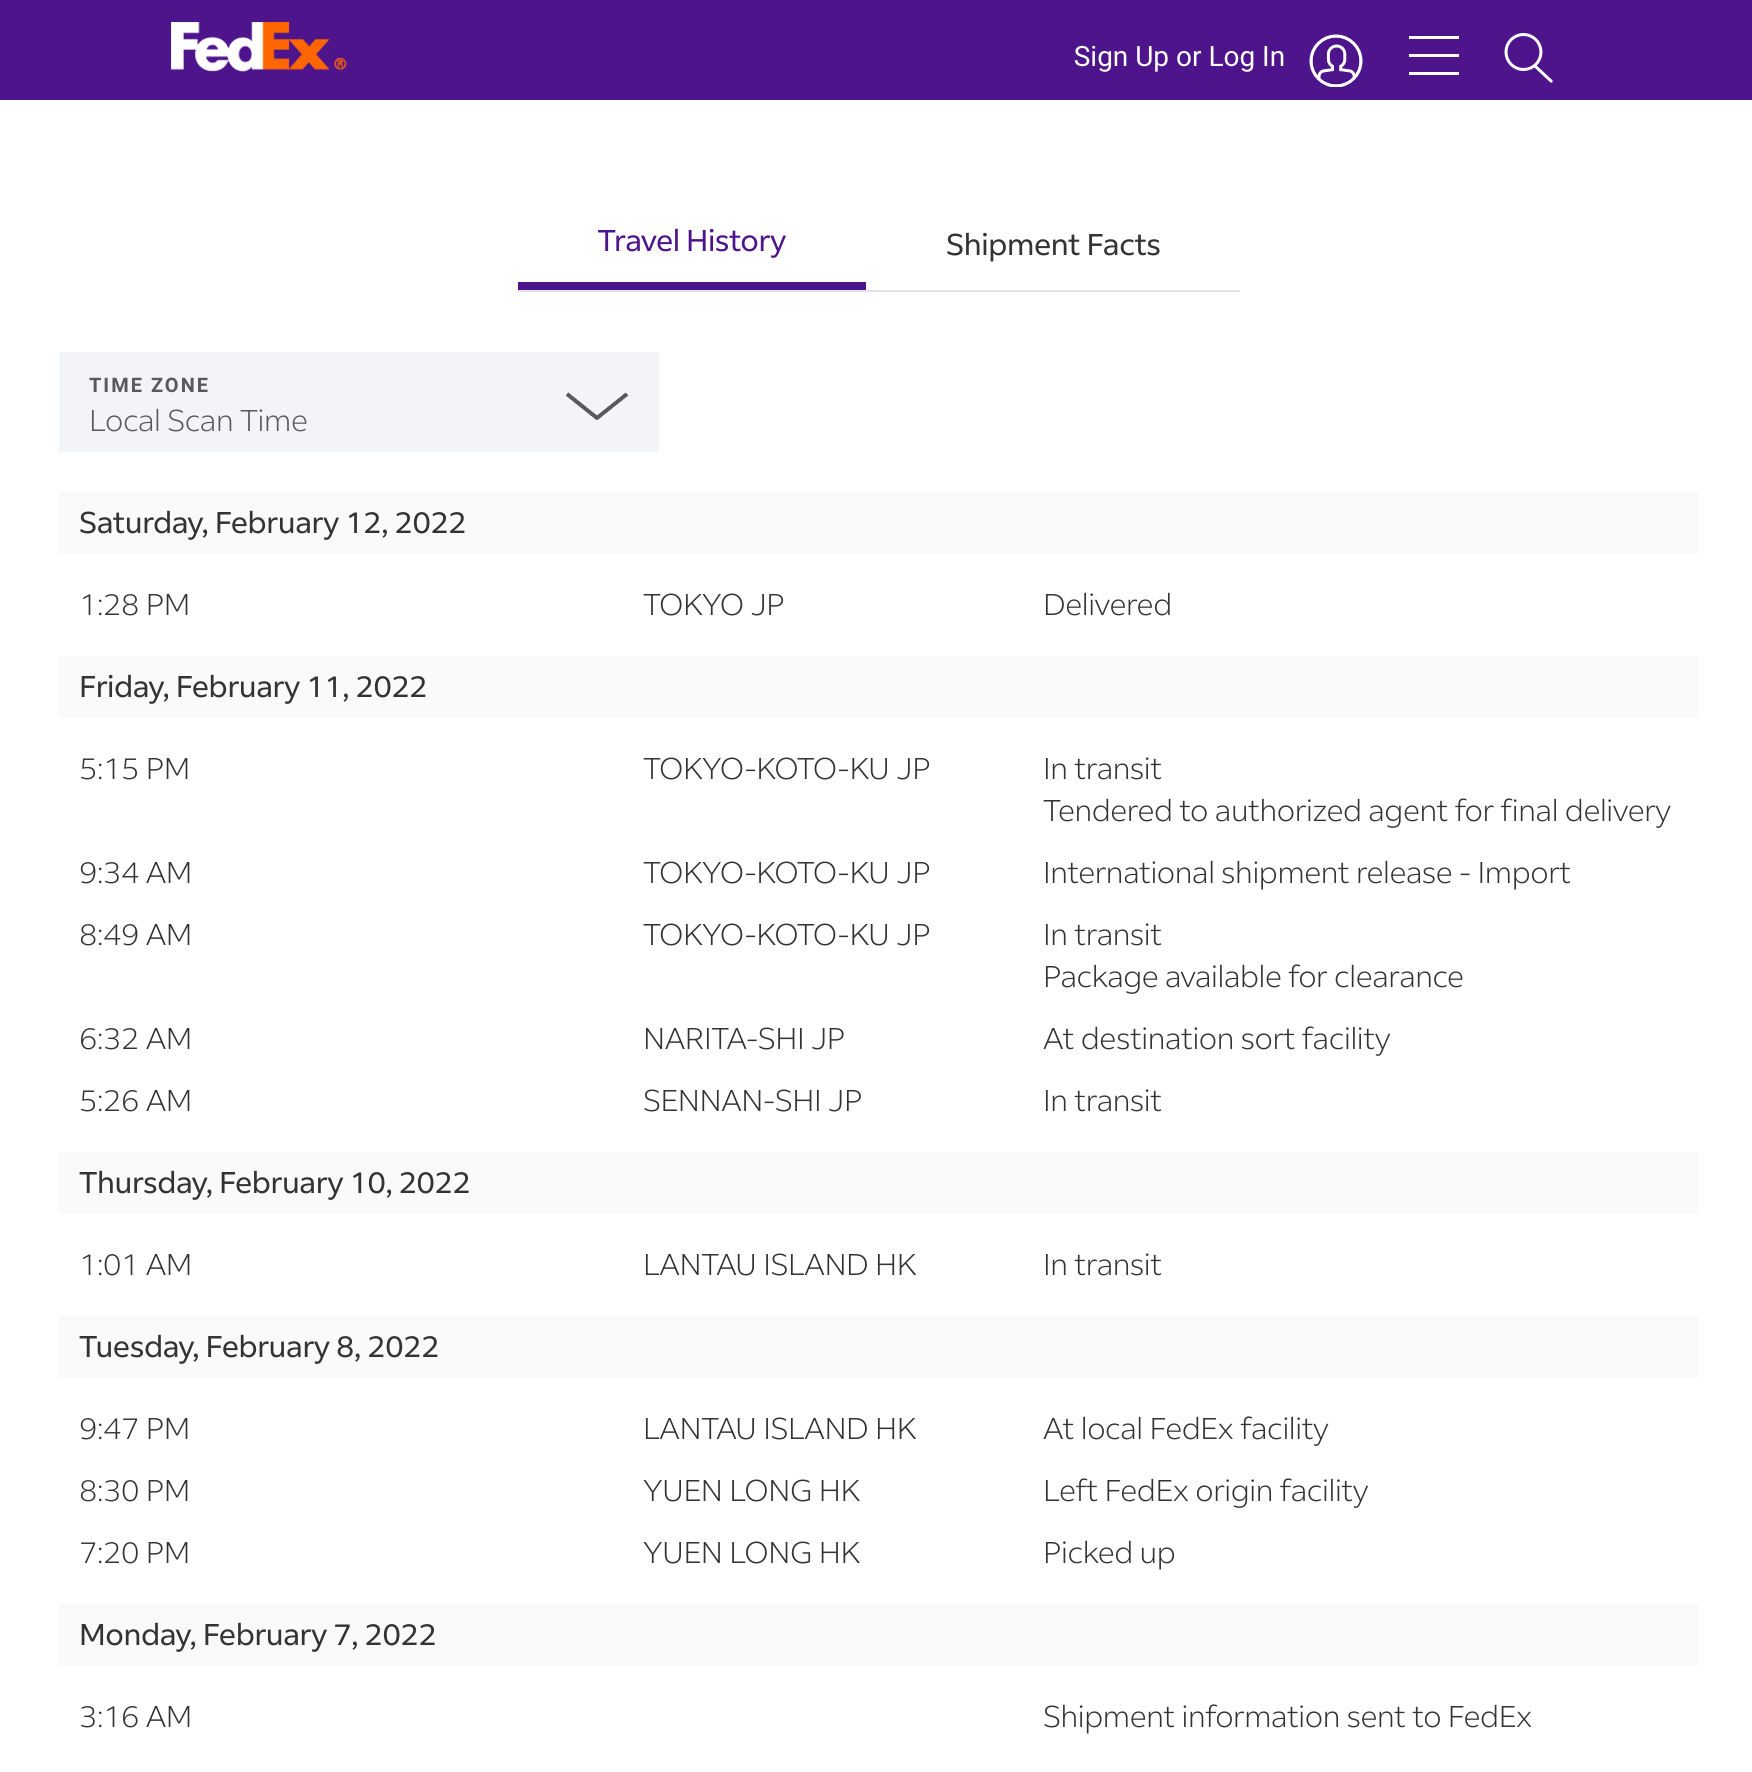 FedEx®
Sign Up or Log In
Travel History
Shipment Facts
TIME ZONE
Local Scan Time
Saturday, February 12, 2022
1:28 PM TOKYO JP Delivered
Friday, February 11, 2022
5:15 PM TOKYO-KOTO-KU JP In transit
Tendered to authorized agent for final delivery
9:34 AM TOKYO-KOTO-KU JP International shipment release - Import
8:49 AM TOKYO-KOTO-KU JP In transit
Package available for clearance
6:32 AM NARITA-SHI JP At destination sort facility
5:26 AM SENNAN-SHI JP In transit
Thursday, February 10, 2022
1:01 AM LANTAU ISLAND HK In transit
Tuesday, February 8, 2022
9:47 PM LANTAU ISLAND HK At local FedEx facility
8:30 PM YUEN LONG HK Left FedEx origin facility
7:20 PM YUEN LONG HK Picked up
Monday, February 7, 2022
3:16 AM Shipment information sent to FedEx